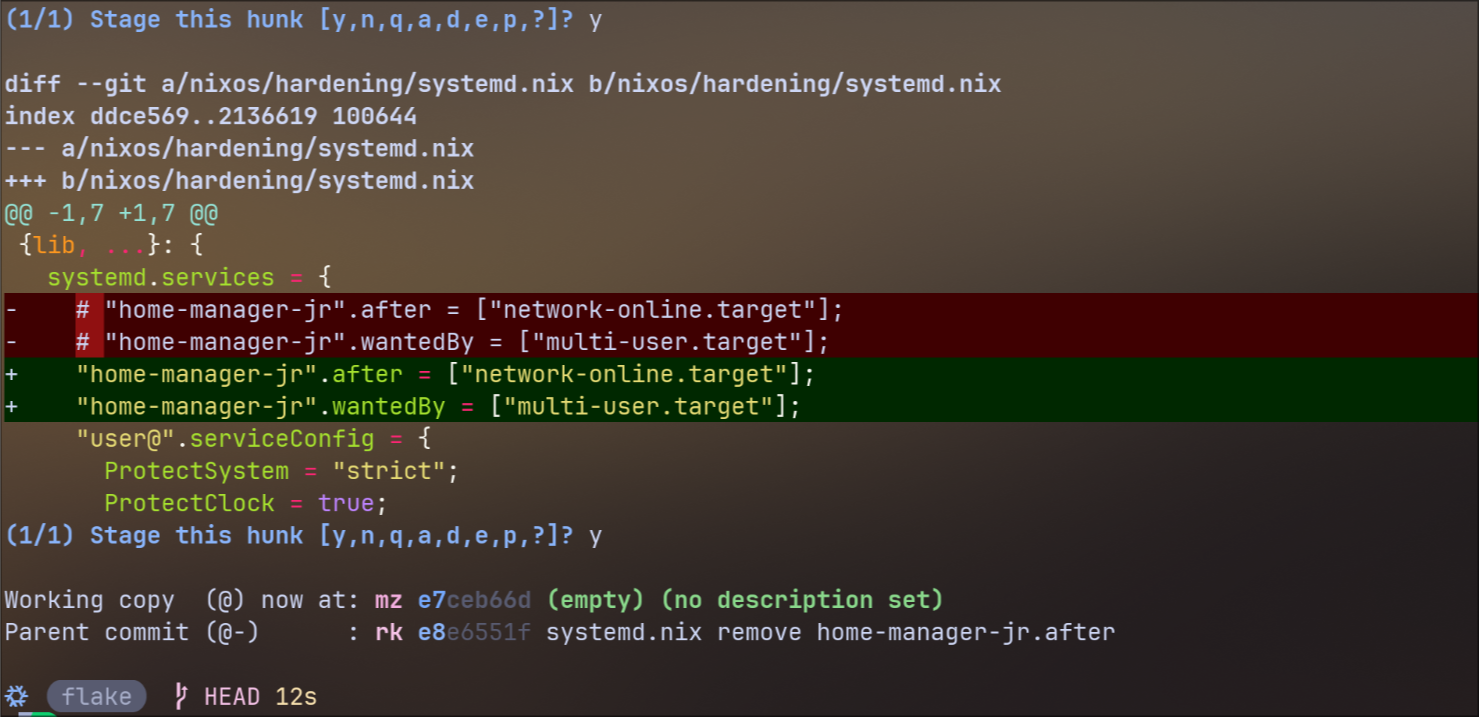 (1/1) Stage this hunk [y,n,q,a,d,e,p,?]? y
diff --git a/nixos/hardening/systemd.nix b/nixos/hardening/systemd.nix
index ddce569..2136619 100644
--- a/nixos/hardening/systemd.nix
+++ b/nixos/hardening/systemd.nix
@@ -1,7 +1,7 @@
 {lib, ...}: {
   systemd.services = {
-    # "home-manager-jr".after = ["network-online.target"];
-    # "home-manager-jr".wantedBy = ["multi-user.target"];
+    "home-manager-jr".after = ["network-online.target"];
+    "home-manager-jr".wantedBy = ["multi-user.target"];
     "user@".serviceConfig = {
       ProtectSystem = "strict";
       ProtectClock = true;
(1/1) Stage this hunk [y,n,q,a,d,e,p,?]? y
Working copy  (@) now at: mz e7ceb66d (empty) (no description set)
Parent commit (@-)      : rk e8e6551f systemd.nix remove home-manager-jr.after
flake HEAD 12s